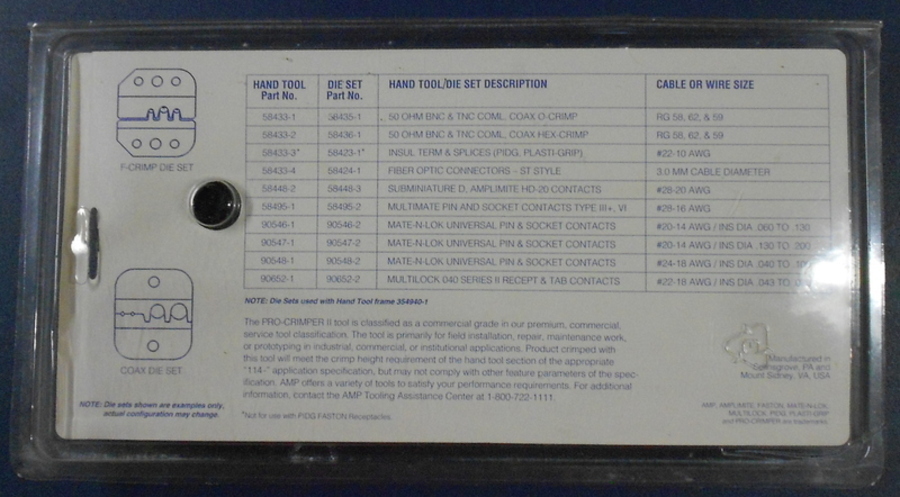 F-CRIMP DIE SET
COAX DIE SET
NOTE: Die sets shown are examples only,
actual configuration may change.
HAND TOOL Part No. DIE SET Part No. HAND TOOL/DIE SET DESCRIPTION CABLE OR WIRE SIZE
58433-1 58435-1 50 OHM BNC & TNC COML. COAX O-CRIMP RG 58, 62, & 59
58433-2 58436-1 50 OHM BNC & TNC COML. COAX HEX-CRIMP RG 58, 62, & 59
58433-3* 58423-1* INSUL TERM & SPLICES (PIDG, PLASTI-GRIP) #22-10 AWG
58433-4 58424-1 FIBER OPTIC CONNECTORS - ST STYLE 3.0 MM CABLE DIAMETER
58448-2 58448-3 SUBMINIATURE D, AMPLIMITE HD-20 CONTACTS #28-20 AWG
58495-1 58495-2 MULTIMATE PIN AND SOCKET CONTACTS TYPE III+, VI #28-16 AWG
90546-1 90546-2 MATE-N-LOK UNIVERSAL PIN & SOCKET CONTACTS #20-14 AWG / INS DIA .060 TO .130
90547-1 90547-2 MATE-N-LOK UNIVERSAL PIN & SOCKET CONTACTS #20-14 AWG / INS DIA .130 TO .200
90548-1 90548-2 MATE-N-LOK UNIVERSAL PIN & SOCKET CONTACTS #24-18 AWG / INS DIA .040 TO
90652-1 90652-2 MULTILOCK 040 SERIES II RECEPT & TAB CONTACTS #22-18 AWG / INS DIA .043 TO
NOTE: Die Sets used with Hand Tool frame 354940-1
The PRO-CRIMPER II tool is classified as a commercial grade in our premium, commercial,
service tool classification. The tool is primarily for field installation, repair, maintenance work,
or prototyping in industrial, commercial, or institutional applications. Product crimped with
this tool will meet the crimp height requirement of the hand tool section of the appropriate
"114-" application specification, but may not comply with other feature parameters of the spec-
ification. AMP offers a variety of tools to satisfy your performance requirements. For additional
information, contact the AMP Tooling Assistance Center at 1-800-722-1111.
*Not for use with PIDG FASTON Receptacles.
Manufactured in
Selinsgrove, PA and
Mount Sidney, VA, USA
AMP, AMPLIMITE, FASTON, MATE-N-LOK,
MULTILOCK, PIDG, PLASTI-GRIP
and PRO-CRIMPER are trademarks.